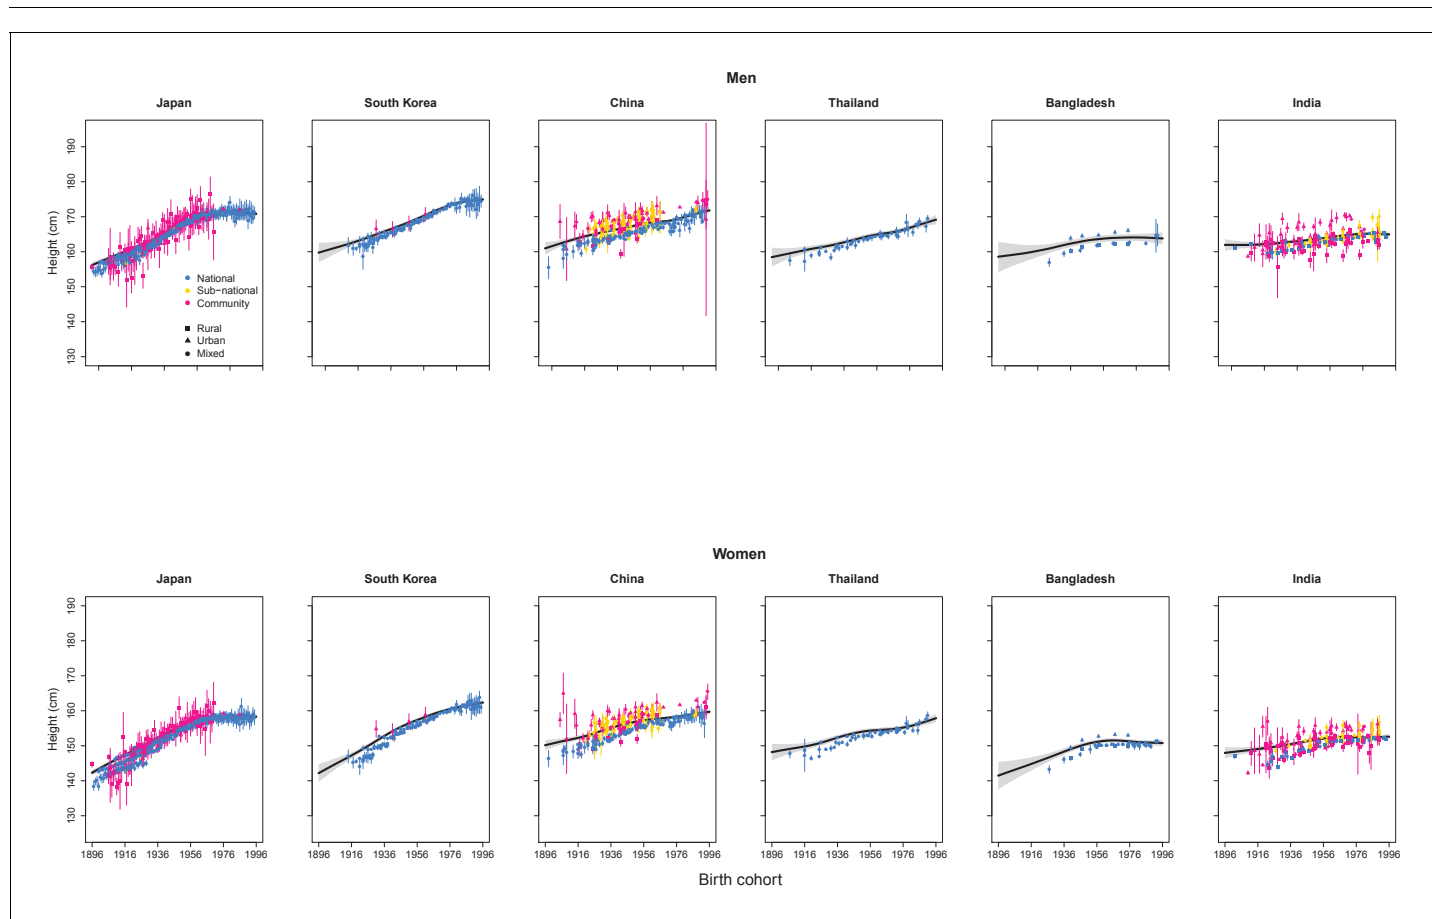 Men
Japan South Korea China Thailand Bangladesh India
Height (cm)
190
180
170
160
150
140
130
National
Sub−national
Community
Rural
Urban
Mixed
Women
Japan South Korea China Thailand Bangladesh India
Height (cm)
190
180
170
160
150
140
130
1896 1916 1936 1956 1976 1996 1896 1916 1936 1956 1976 1996 1896 1916 1936 1956 1976 1996 1896 1916 1936 1956 1976 1996 1896 1916 1936 1956 1976 1996 1896 1916 1936 1956 1976 1996
Birth cohort